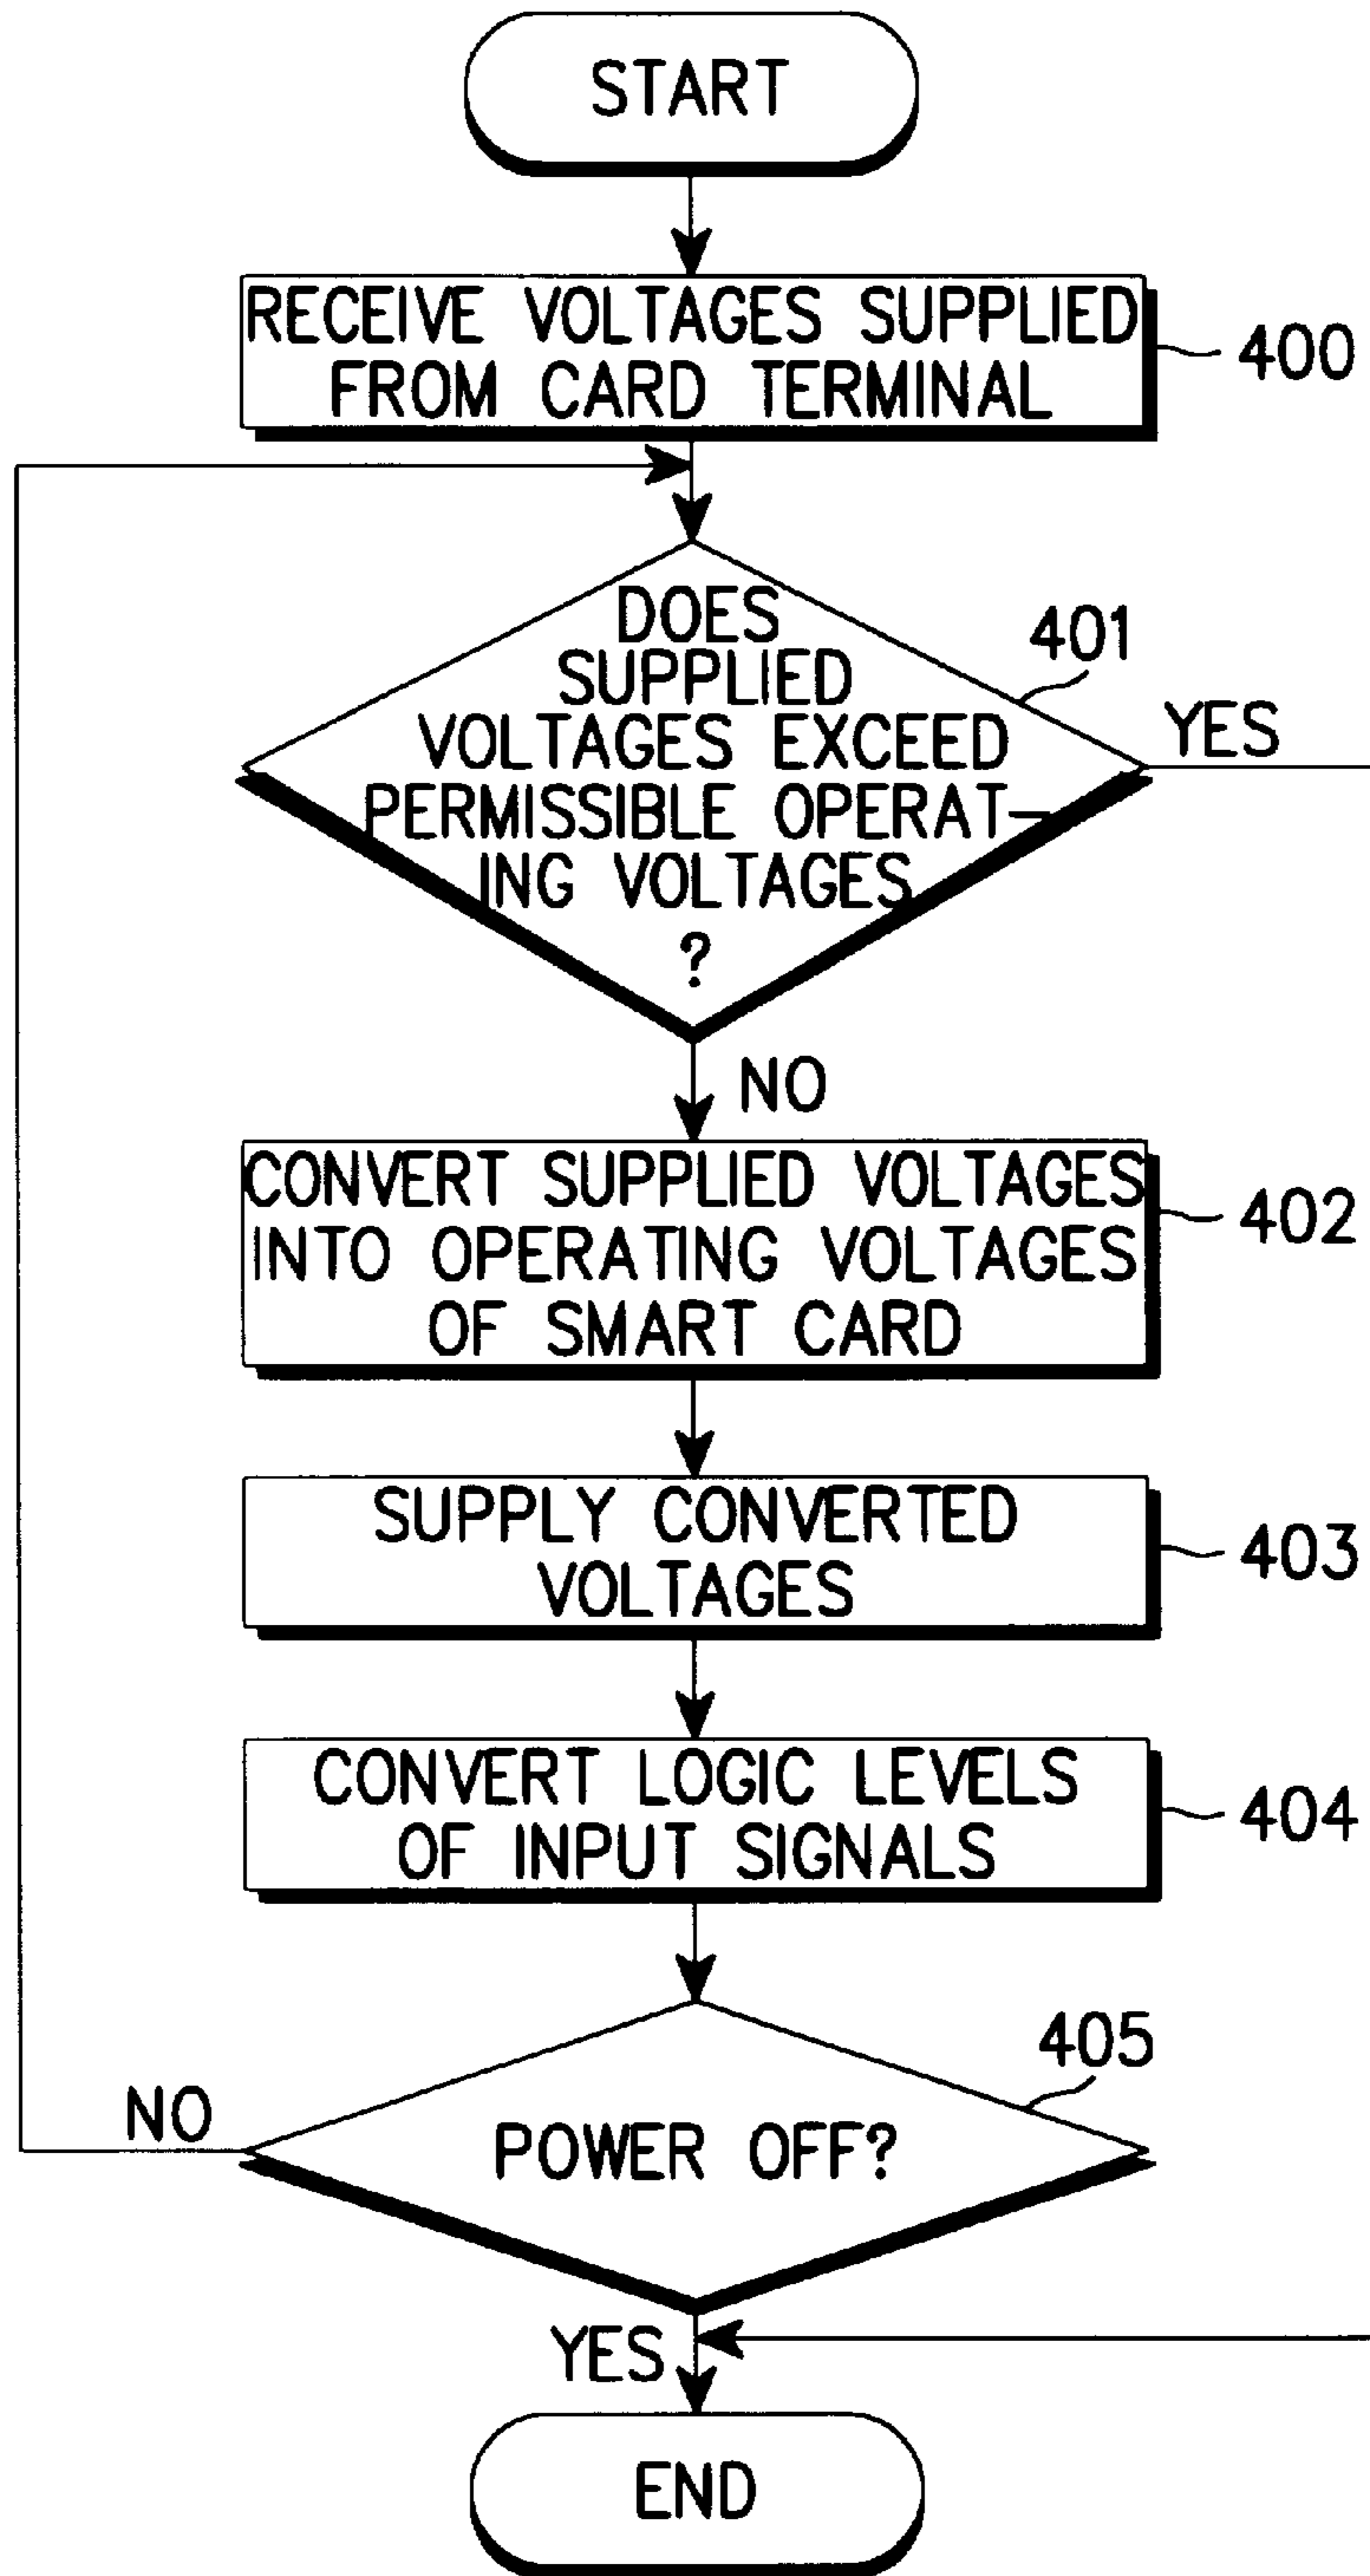 START
RECEIVE VOLTAGES SUPPLIED
FROM CARD TERMINAL
400
DOES
SUPPLIED
VOLTAGES EXCEED
PERMISSIBLE OPERAT-
ING VOLTAGES
?
401
YES
NO
CONVERT SUPPLIED VOLTAGES
INTO OPERATING VOLTAGES
OF SMART CARD
402
SUPPLY CONVERTED
VOLTAGES
403
CONVERT LOGIC LEVELS
OF INPUT SIGNALS
404
405
NO
POWER OFF?
YES
END